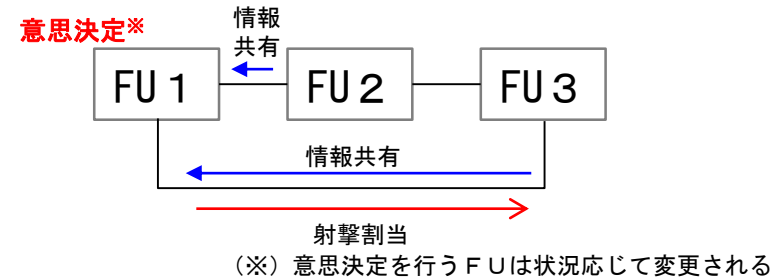 意思決定※
情報
共有
FU1
FU2
FU3
情報共有
射撃割当
（※）意思決定を行うＦＵは状況応じて変更される